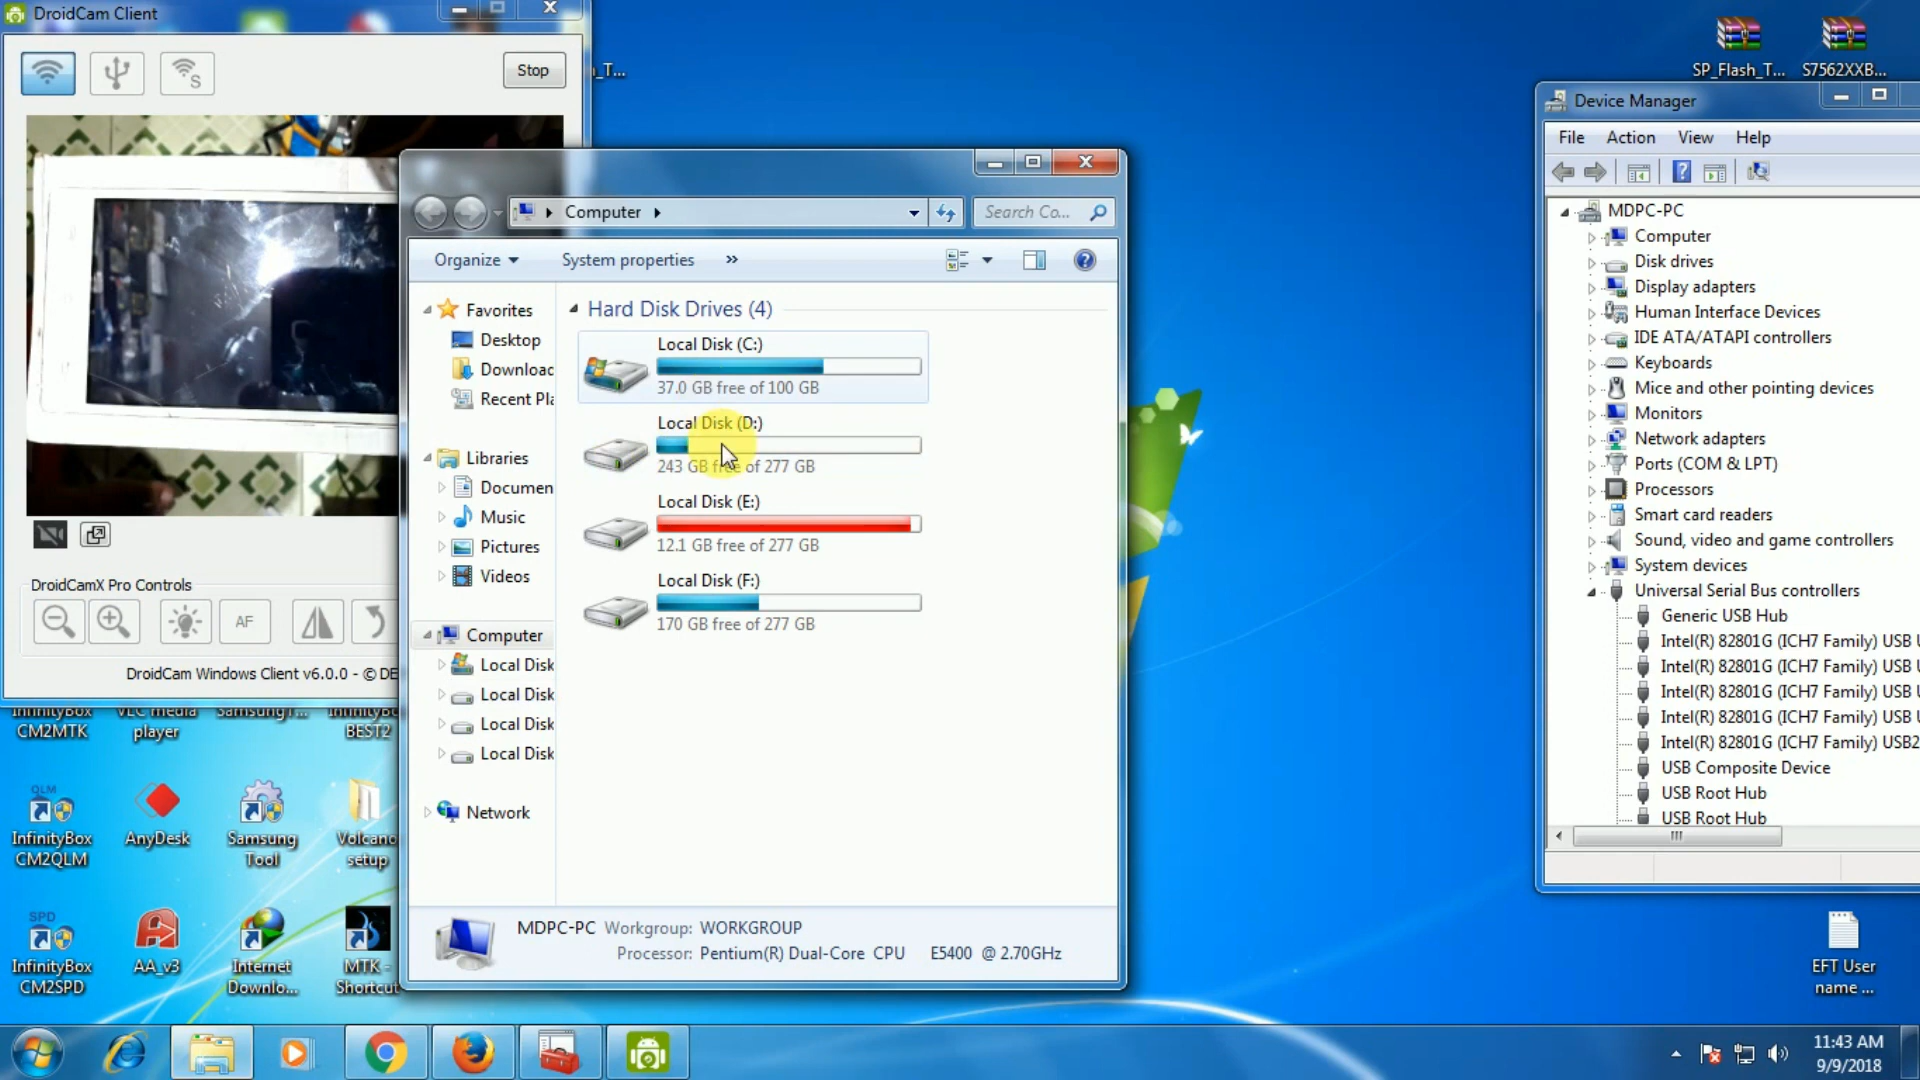 DroidCam Client
Stop
S
_T...
DroidCamX Pro Controls
AF
DroidCam Windows Client v6.0.0 - © DE
Computer
Search Co...
Organize
System properties
»
Favorites
Desktop
Downloac
Recent Pla
Libraries
Documen
Music
Pictures
Videos
Computer
Local Disk
Local Disk
Local Disk
Local Disk
Network
Hard Disk Drives (4)
Local Disk (C:)
37.0 GB free of 100 GB
Local Disk (D:)
243 GB free of 277 GB
Local Disk (E:)
12.1 GB free of 277 GB
Local Disk (F:)
170 GB free of 277 GB
MDPC-PC Workgroup: WORKGROUP
Processor: Pentium(R) Dual-Core CPU E5400 @ 2.70GHz
SP_Flash_T...
S7562XXB...
Device Manager
File Action View Help
MDPC-PC
Computer
Disk drives
Display adapters
Human Interface Devices
IDE ATA/ATAPI controllers
Keyboards
Mice and other pointing devices
Monitors
Network adapters
Ports (COM & LPT)
Processors
Smart card readers
Sound, video and game controllers
System devices
Universal Serial Bus controllers
Generic USB Hub
Intel(R) 82801G (ICH7 Family) USB U
Intel(R) 82801G (ICH7 Family) USB U
Intel(R) 82801G (ICH7 Family) USB U
Intel(R) 82801G (ICH7 Family) USB U
Intel(R) 82801G (ICH7 Family) USB2
USB Composite Device
USB Root Hub
USB Root Hub
InfinityBox
CM2MTK
VLC media
player
SamsungT...
InfinityBo
BEST2
QLM
InfinityBox
CM2QLM
AnyDesk
Samsung
Tool
Volcano
setup
SPD
InfinityBox
CM2SPD
AA_v3
Internet
Downlo...
MTK -
Shortcut
EFT User
name ...
11:43 AM
9/9/2018